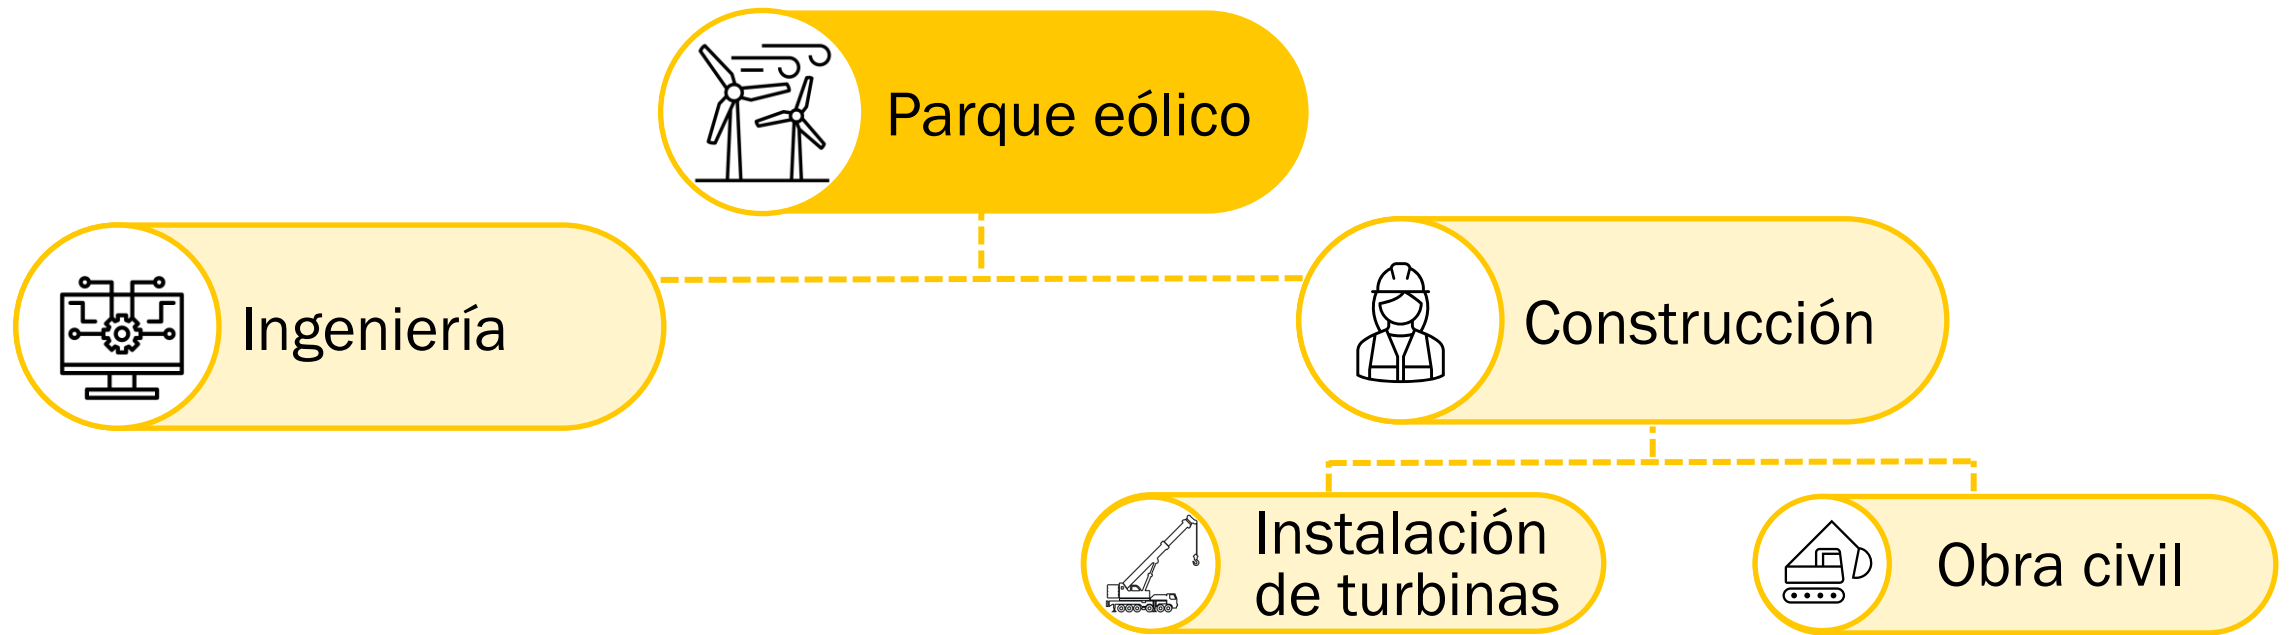 Parque eólico
Ingeniería
Construcción
Instalación
de turbinas
Obra civil